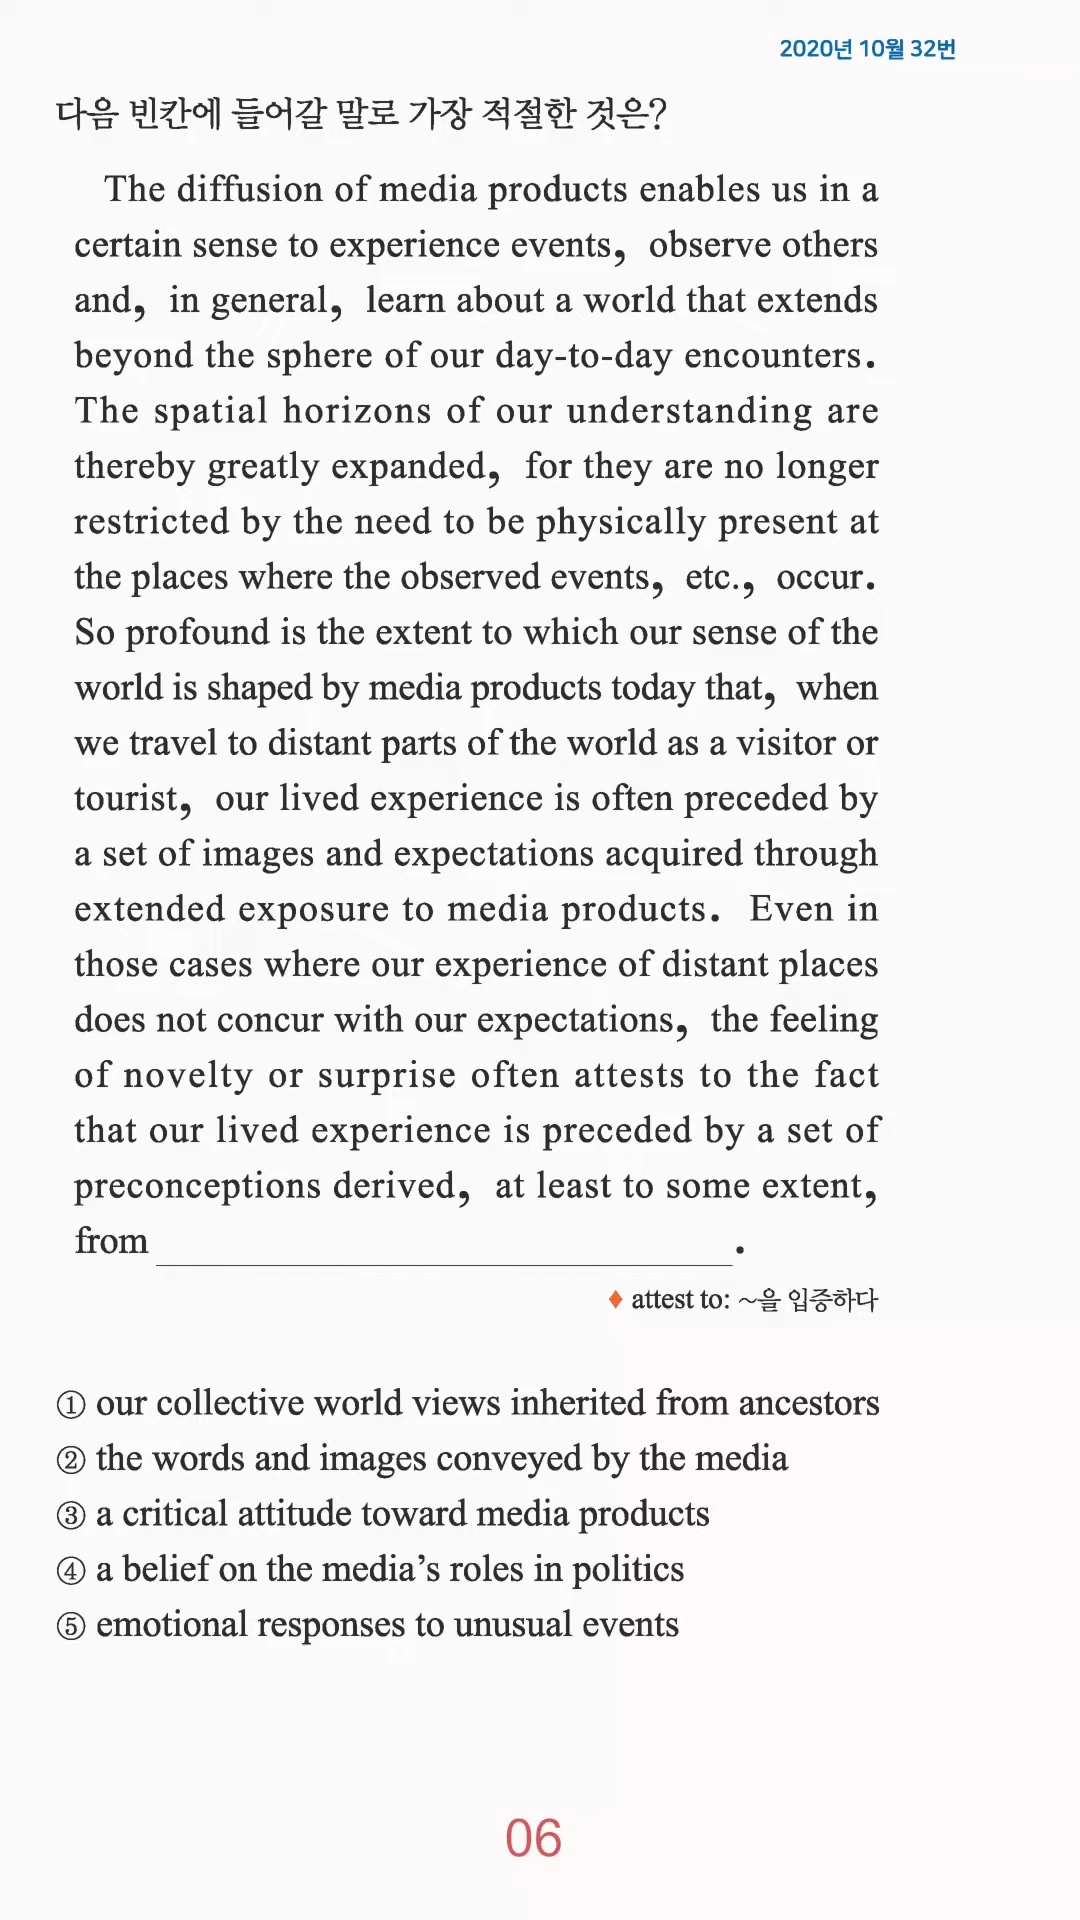 2020년 10월 32번
다음 빈칸에 들어갈 말로 가장 적절한 것은?
The diffusion of media products enables us in a
certain sense to experience events, observe others
and, in general, learn about a world that extends
beyond the sphere of our day-to-day encounters.
The spatial horizons of our understanding are
thereby greatly expanded, for they are no longer
restricted by the need to be physically present at
the places where the observed events, etc., occur.
So profound is the extent to which our sense of the
world is shaped by media products today that, when
we travel to distant parts of the world as a visitor or
tourist, our lived experience is often preceded by
a set of images and expectations acquired through
extended exposure to media products. Even in
those cases where our experience of distant places
does not concur with our expectations, the feeling
of novelty or surprise often attests to the fact
that our lived experience is preceded by a set of
preconceptions derived, at least to some extent,
from ____________________.
♦ attest to: ~을 입증하다
① our collective world views inherited from ancestors
② the words and images conveyed by the media
③ a critical attitude toward media products
④ a belief on the media’s roles in politics
⑤ emotional responses to unusual events
06